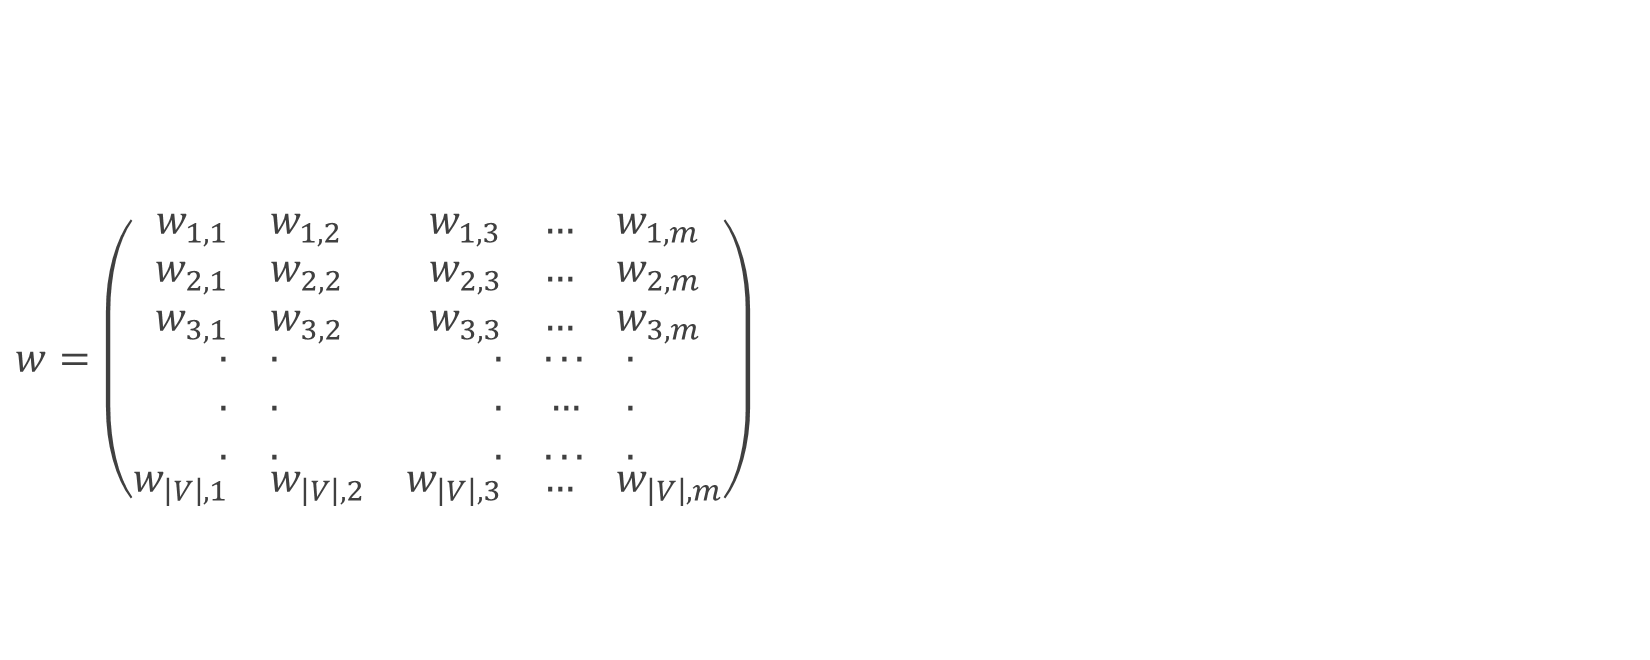 w_{1,1} w_{1,2} w_{1,3} ... w_{1,m}
w_{2,1} w_{2,2} w_{2,3} ... w_{2,m}
w_{3,1} w_{3,2} w_{3,3} ... w_{3,m}
w = . . . ... .
. . . ... .
. . . ... .
w_{|V|,1} w_{|V|,2} w_{|V|,3} ... w_{|V|,m}